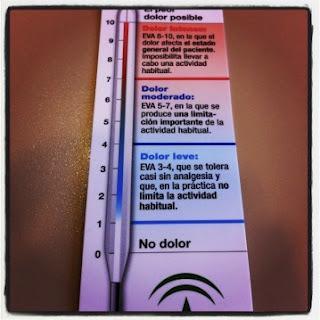 El peor
dolor posible
Dolor intenso:
EVA 8-10, en la que el
dolor afecta el estado
general del paciente.
imposibilita llevar a
cabo una actividad
habitual.
Dolor
moderado:
EVA 5-7, en la que se
produce una limita-
ción importante de la
actividad habitual.
Dolor leve:
EVA 3-4, que se tolera
casi sin analgesia y
que, en la práctica no
limita la actividad
habitual.
No dolor
10
9
8
7
6
5
4
3
2
1
0